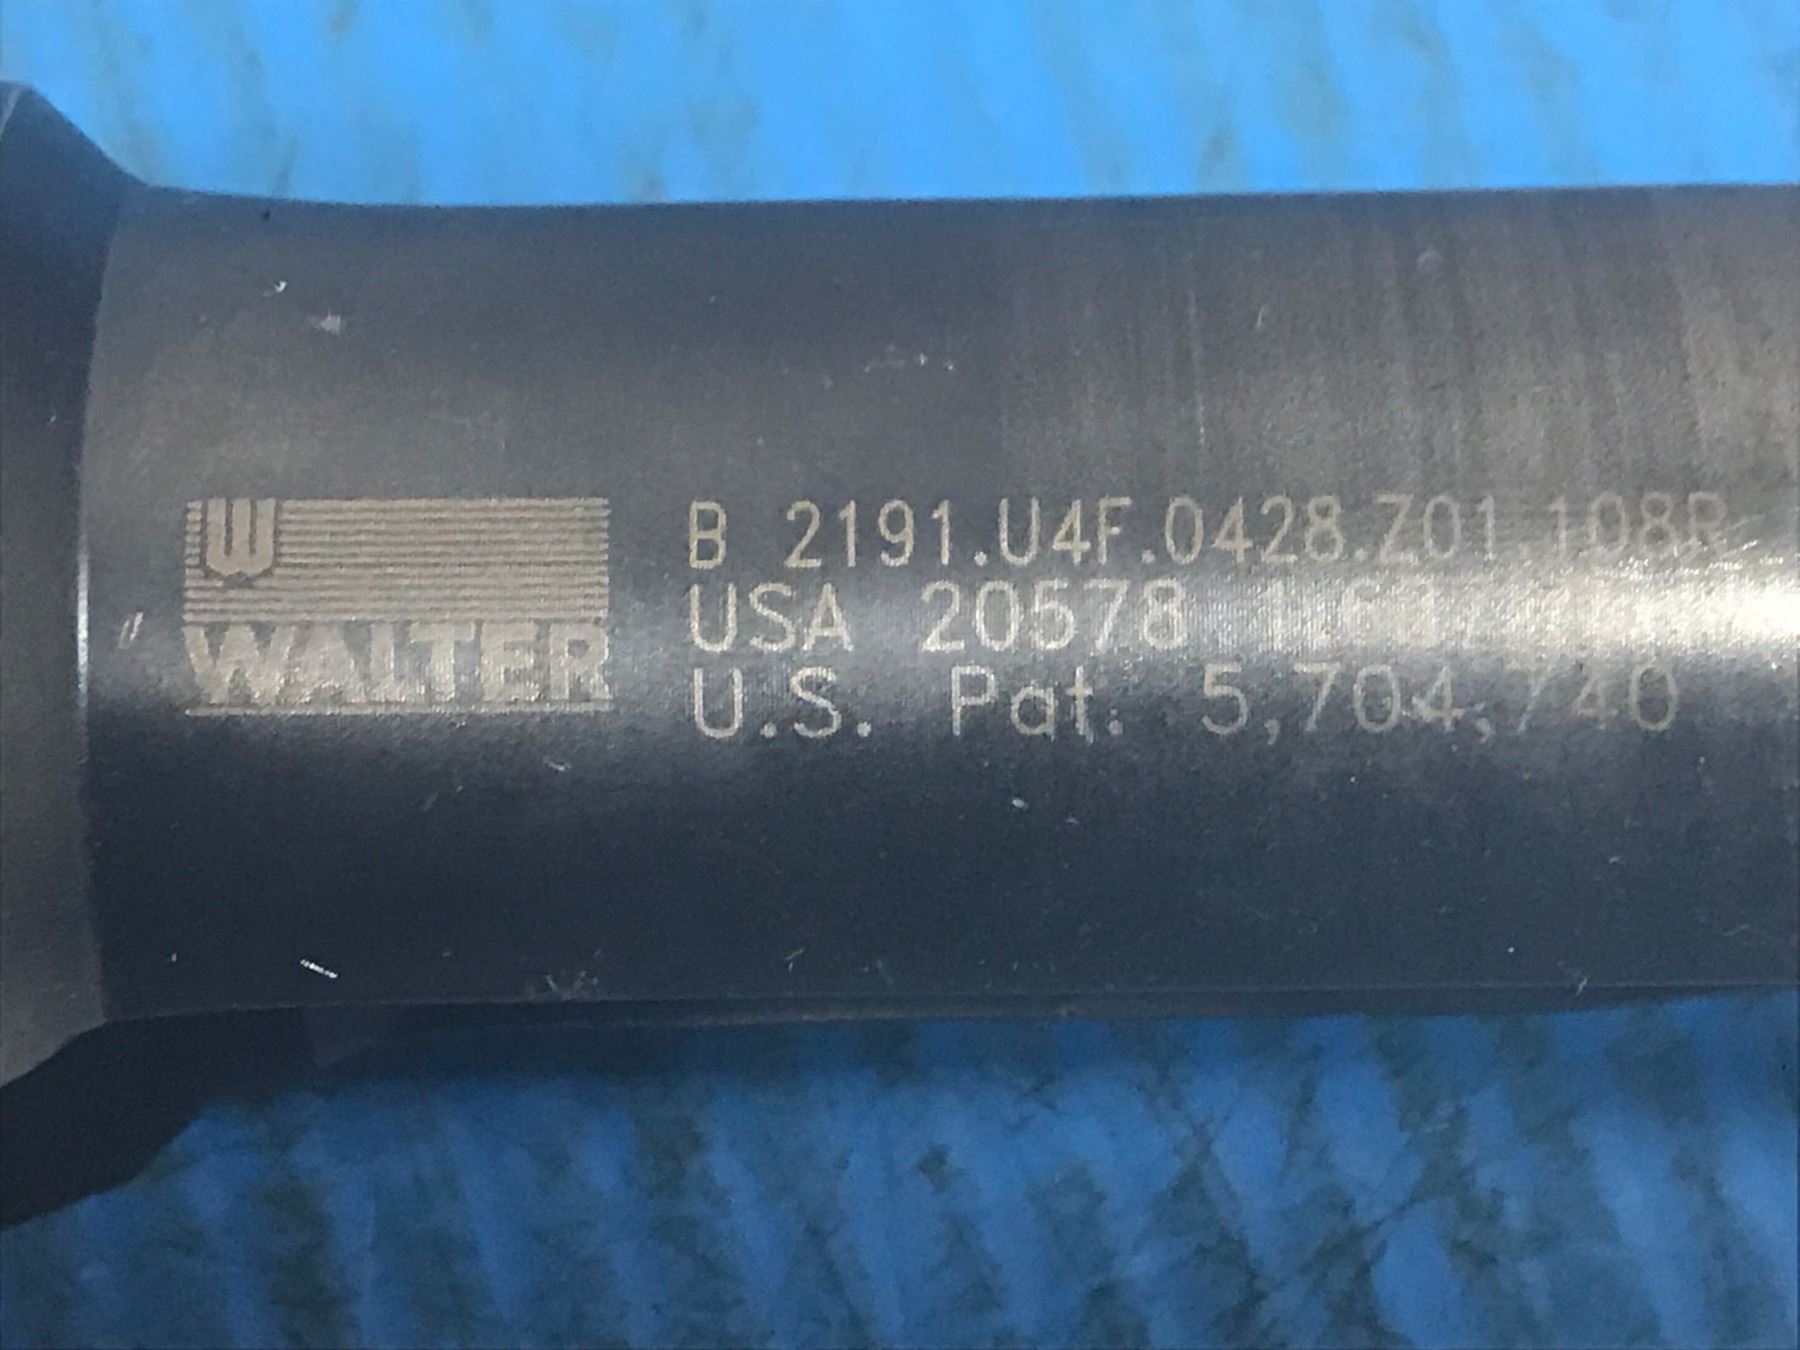 W
WALTER
B 2191.U4F.0428.Z01.108R
USA 20578
U.S. Pat. 5,704,740